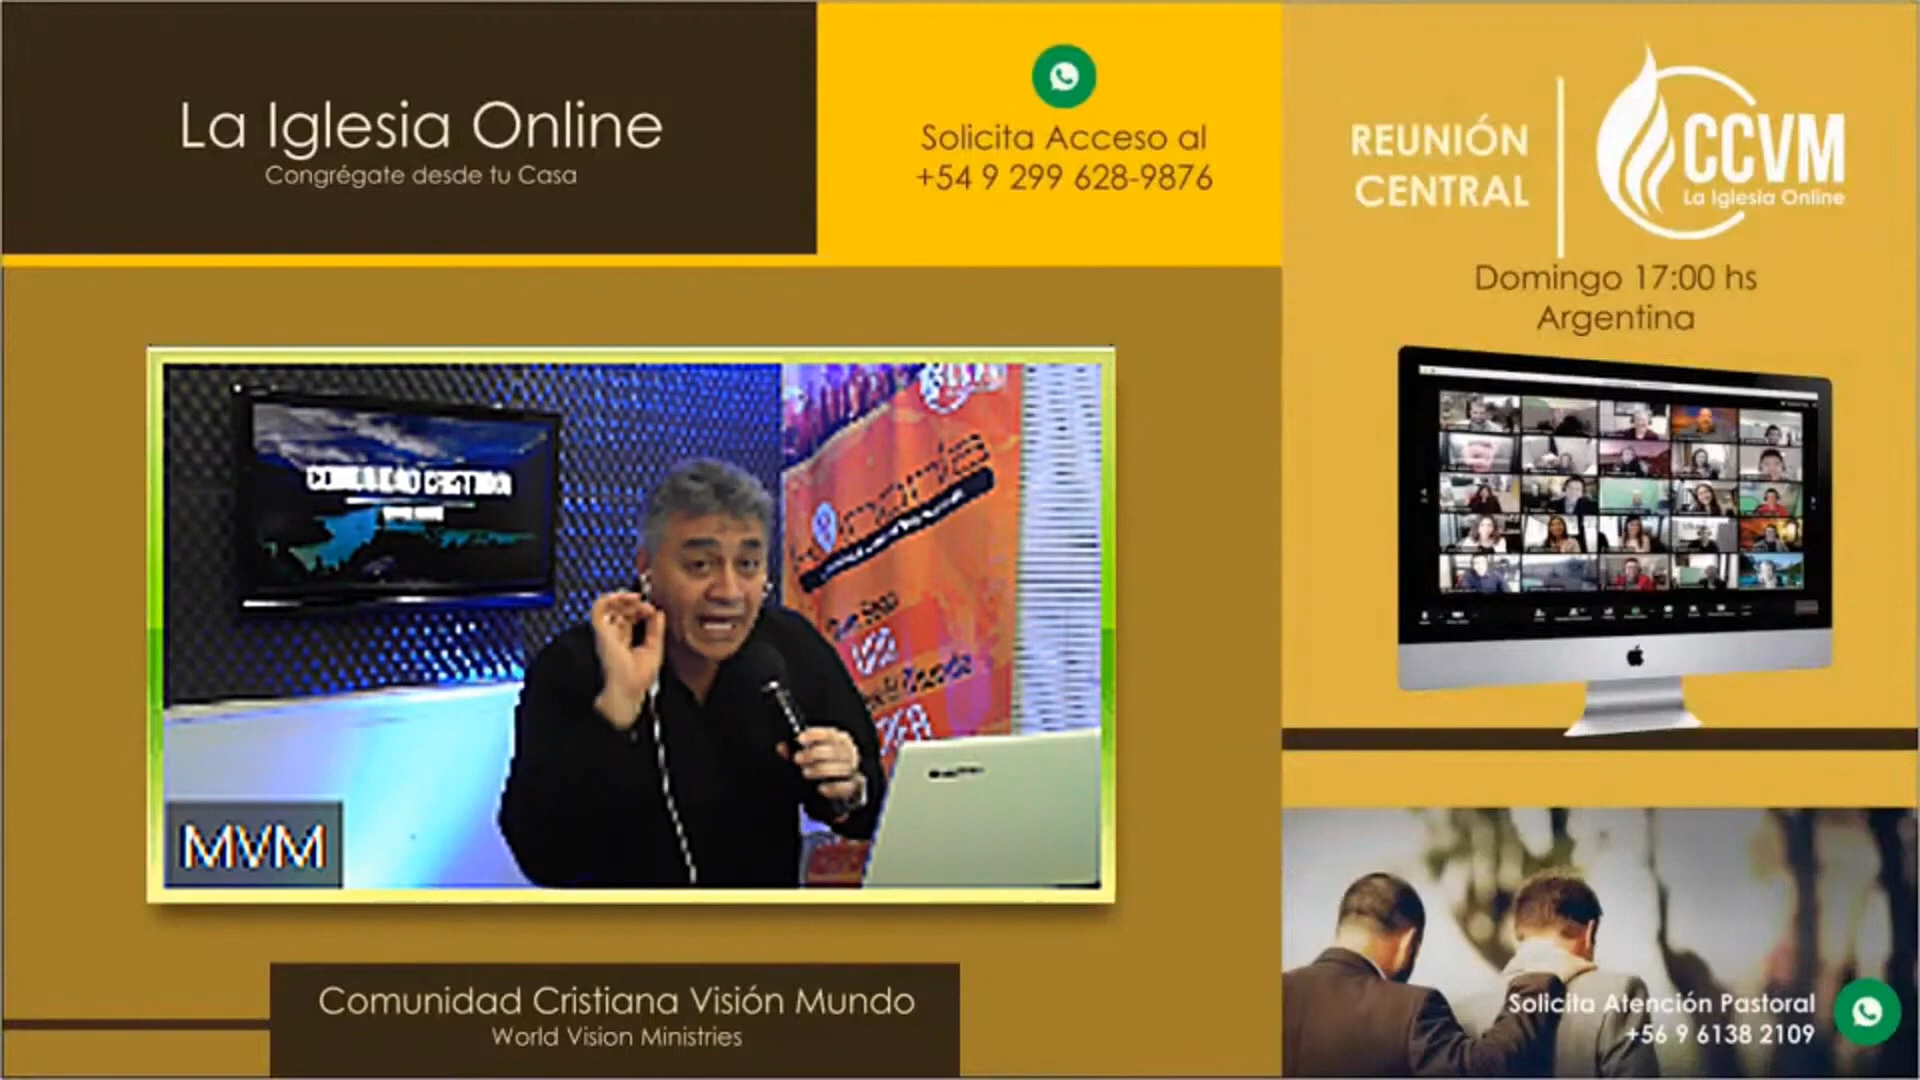 La Iglesia Online
Congrégate desde tu Casa
Solicita Acceso al
+54 9 299 628-9876
REUNIÓN
CENTRAL
CCVM
La Iglesia Online
Domingo 17:00 hs
Argentina
COMUNIDAD CRISTIANA
MVM
Comunidad Cristiana Visión Mundo
World Vision Ministries
Solicita Atención Pastoral
+56 9 6138 2109